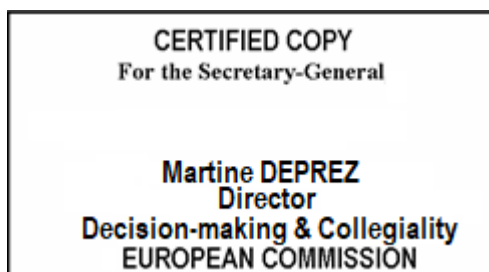 CERTIFIED COPY
For the Secretary-General
Martine DEPREZ
Director
Decision-making & Collegiality
EUROPEAN COMMISSION